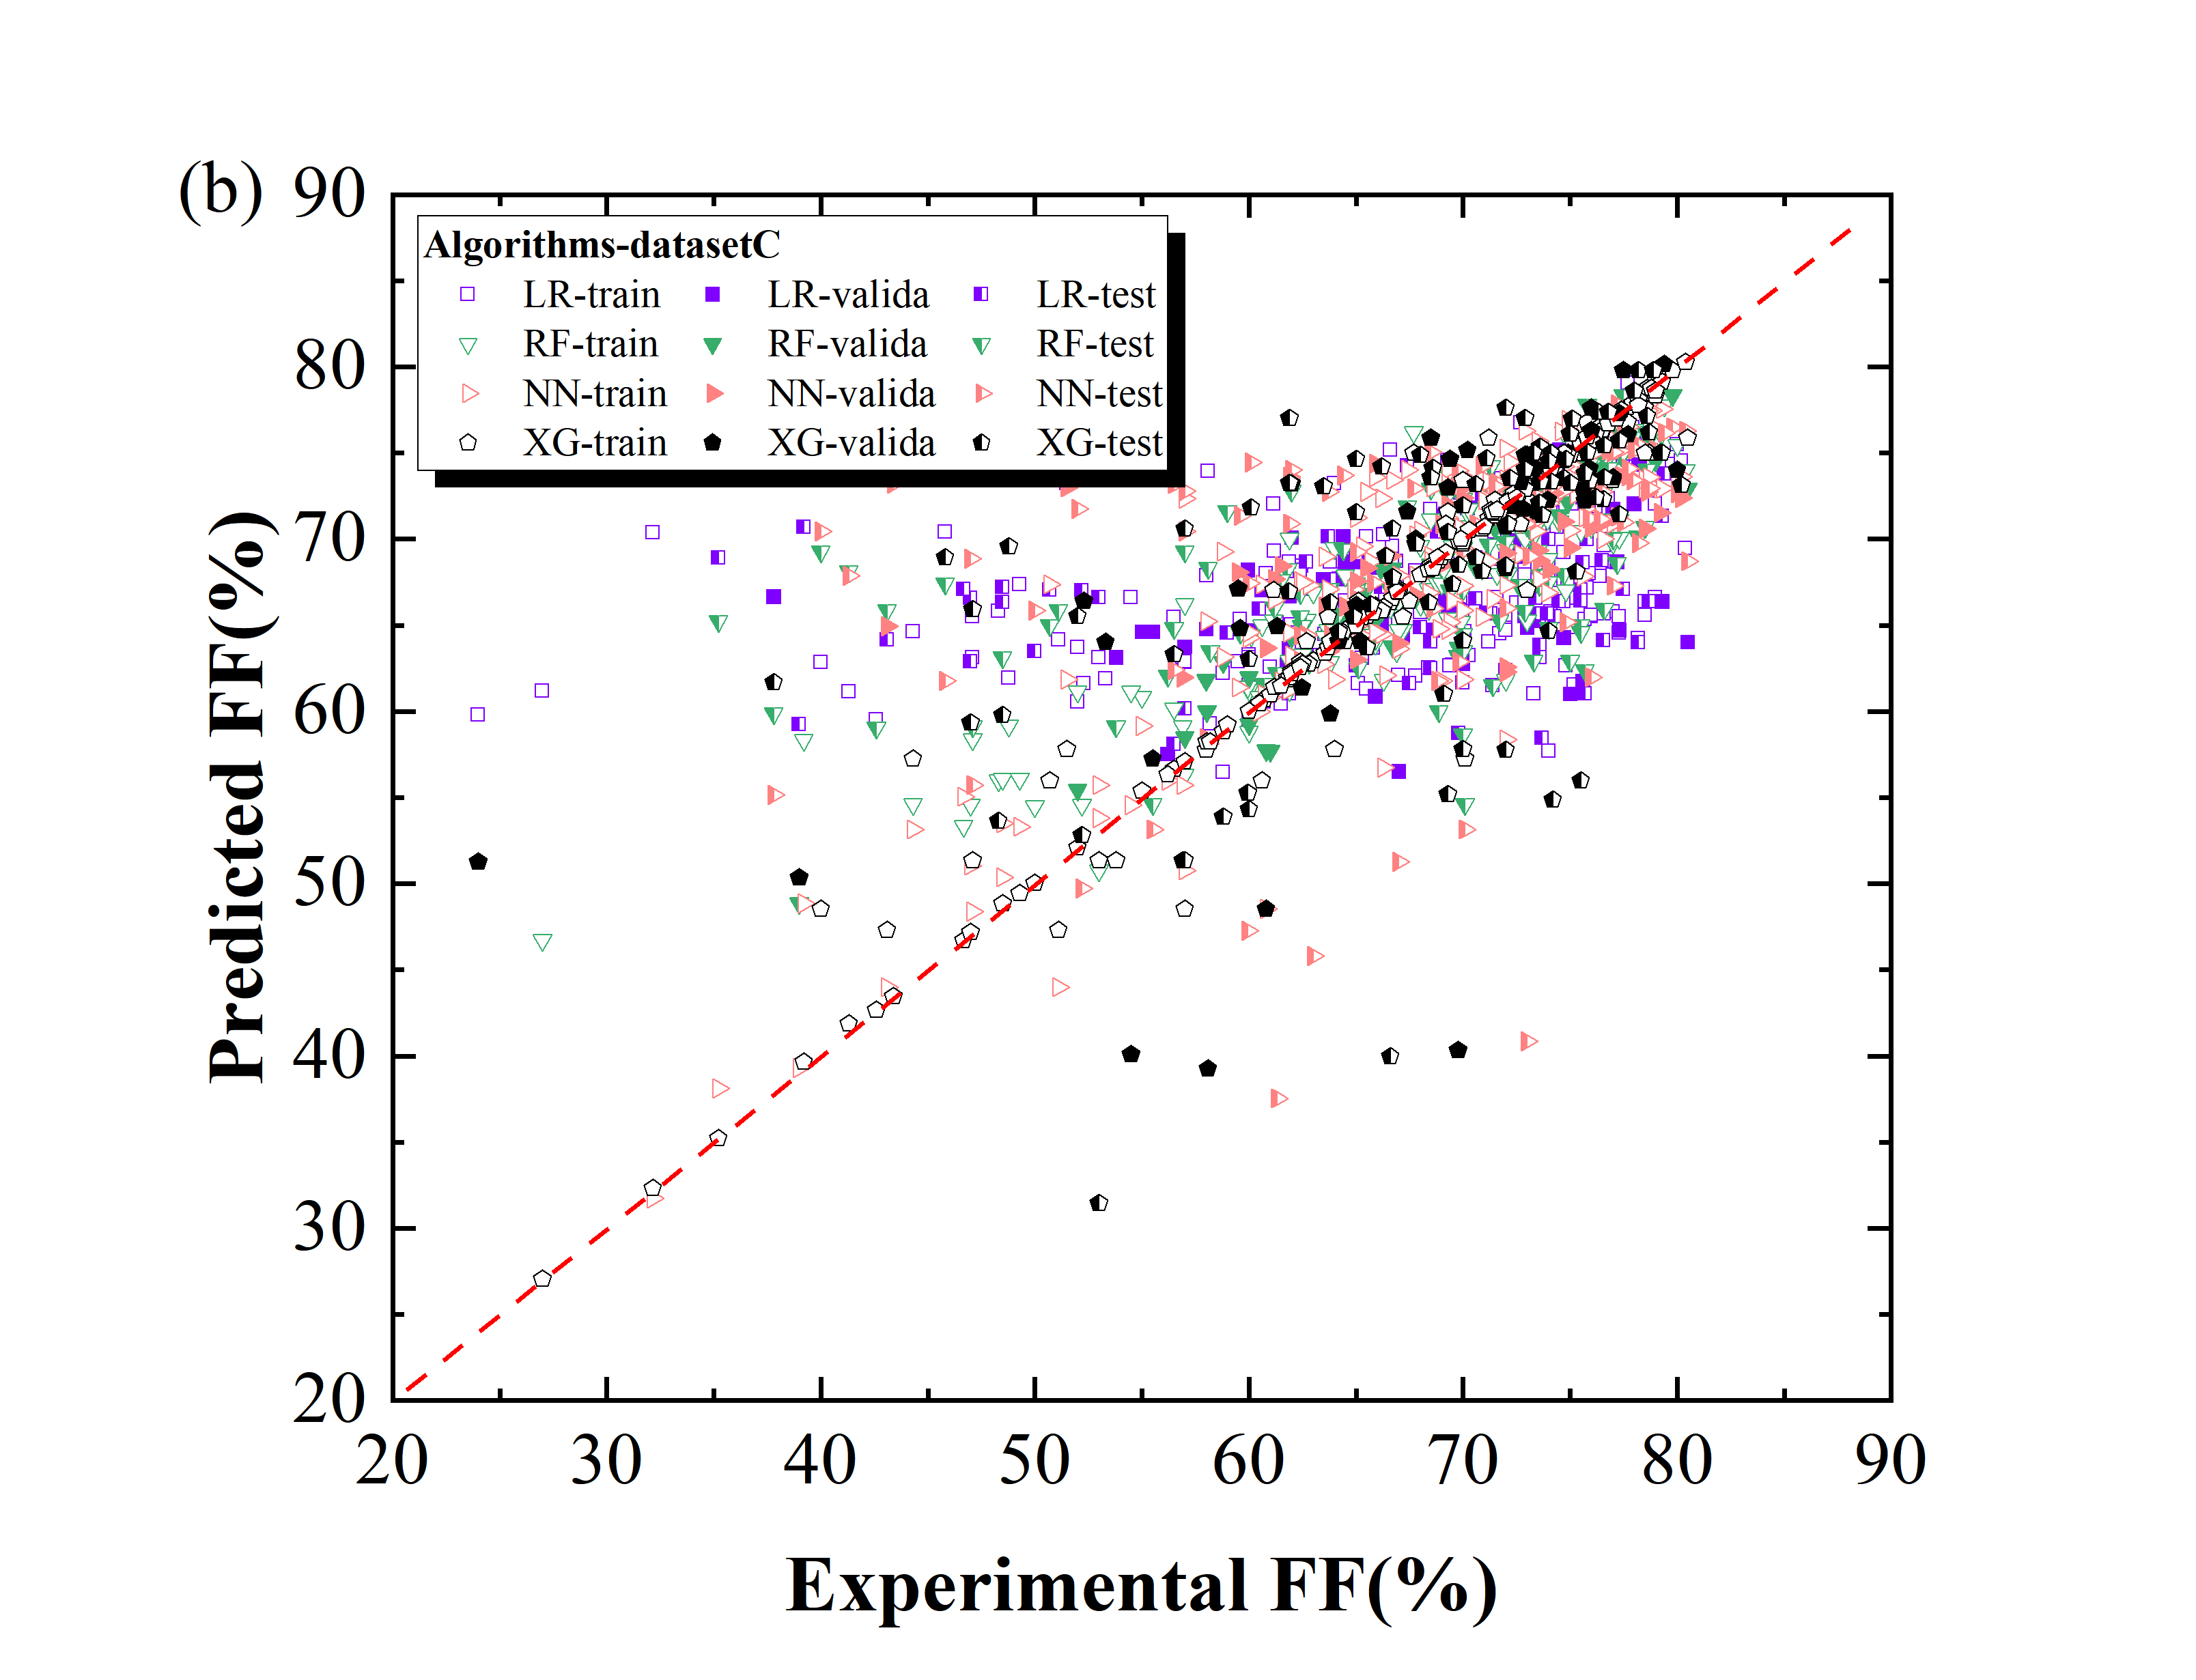 (b)
90
80
70
60
50
40
30
20
Predicted FF(%)
Algorithms-datasetC
LR-train LR-valida LR-test
RF-train RF-valida RF-test
NN-train NN-valida NN-test
XG-train XG-valida XG-test
20 30 40 50 60 70 80 90
Experimental FF(%)